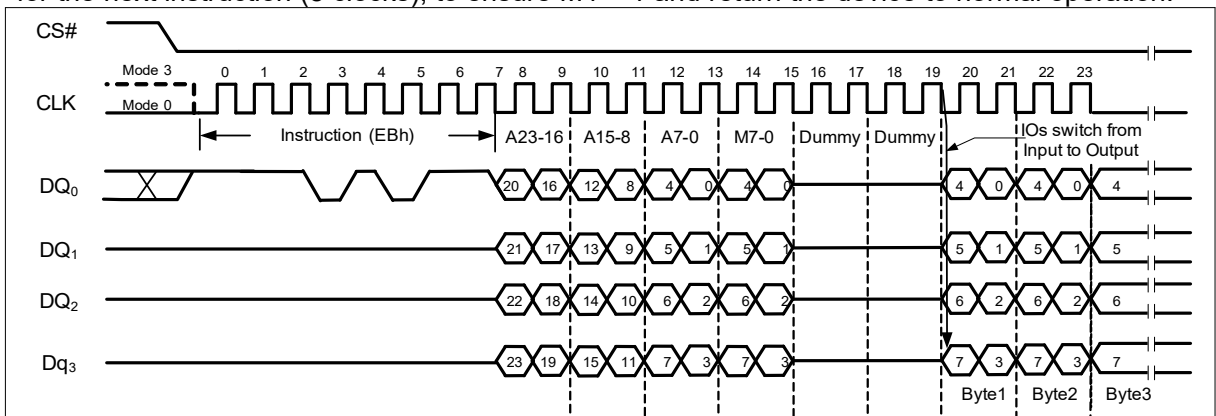 CS#
Mode 3 0 1 2 3 4 5 6 7 8 9 10 11 12 13 14 15 16 17 18 19 20 21 22 23
CLK Mode 0
Instruction (EBh) A23-16 A15-8 A7-0 M7-0 Dummy Dummy IOs switch from
Input to Output
DQ0 20 16 12 8 4 0 4 0 4 0 4 0 4
DQ1 21 17 13 9 5 1 5 1 5 1 5 1 5
DQ2 22 18 14 10 6 2 6 2 6 2 6 2 6
Dq3 23 19 15 11 7 3 7 3 7 3 7 3 7
Byte1 Byte2 Byte3